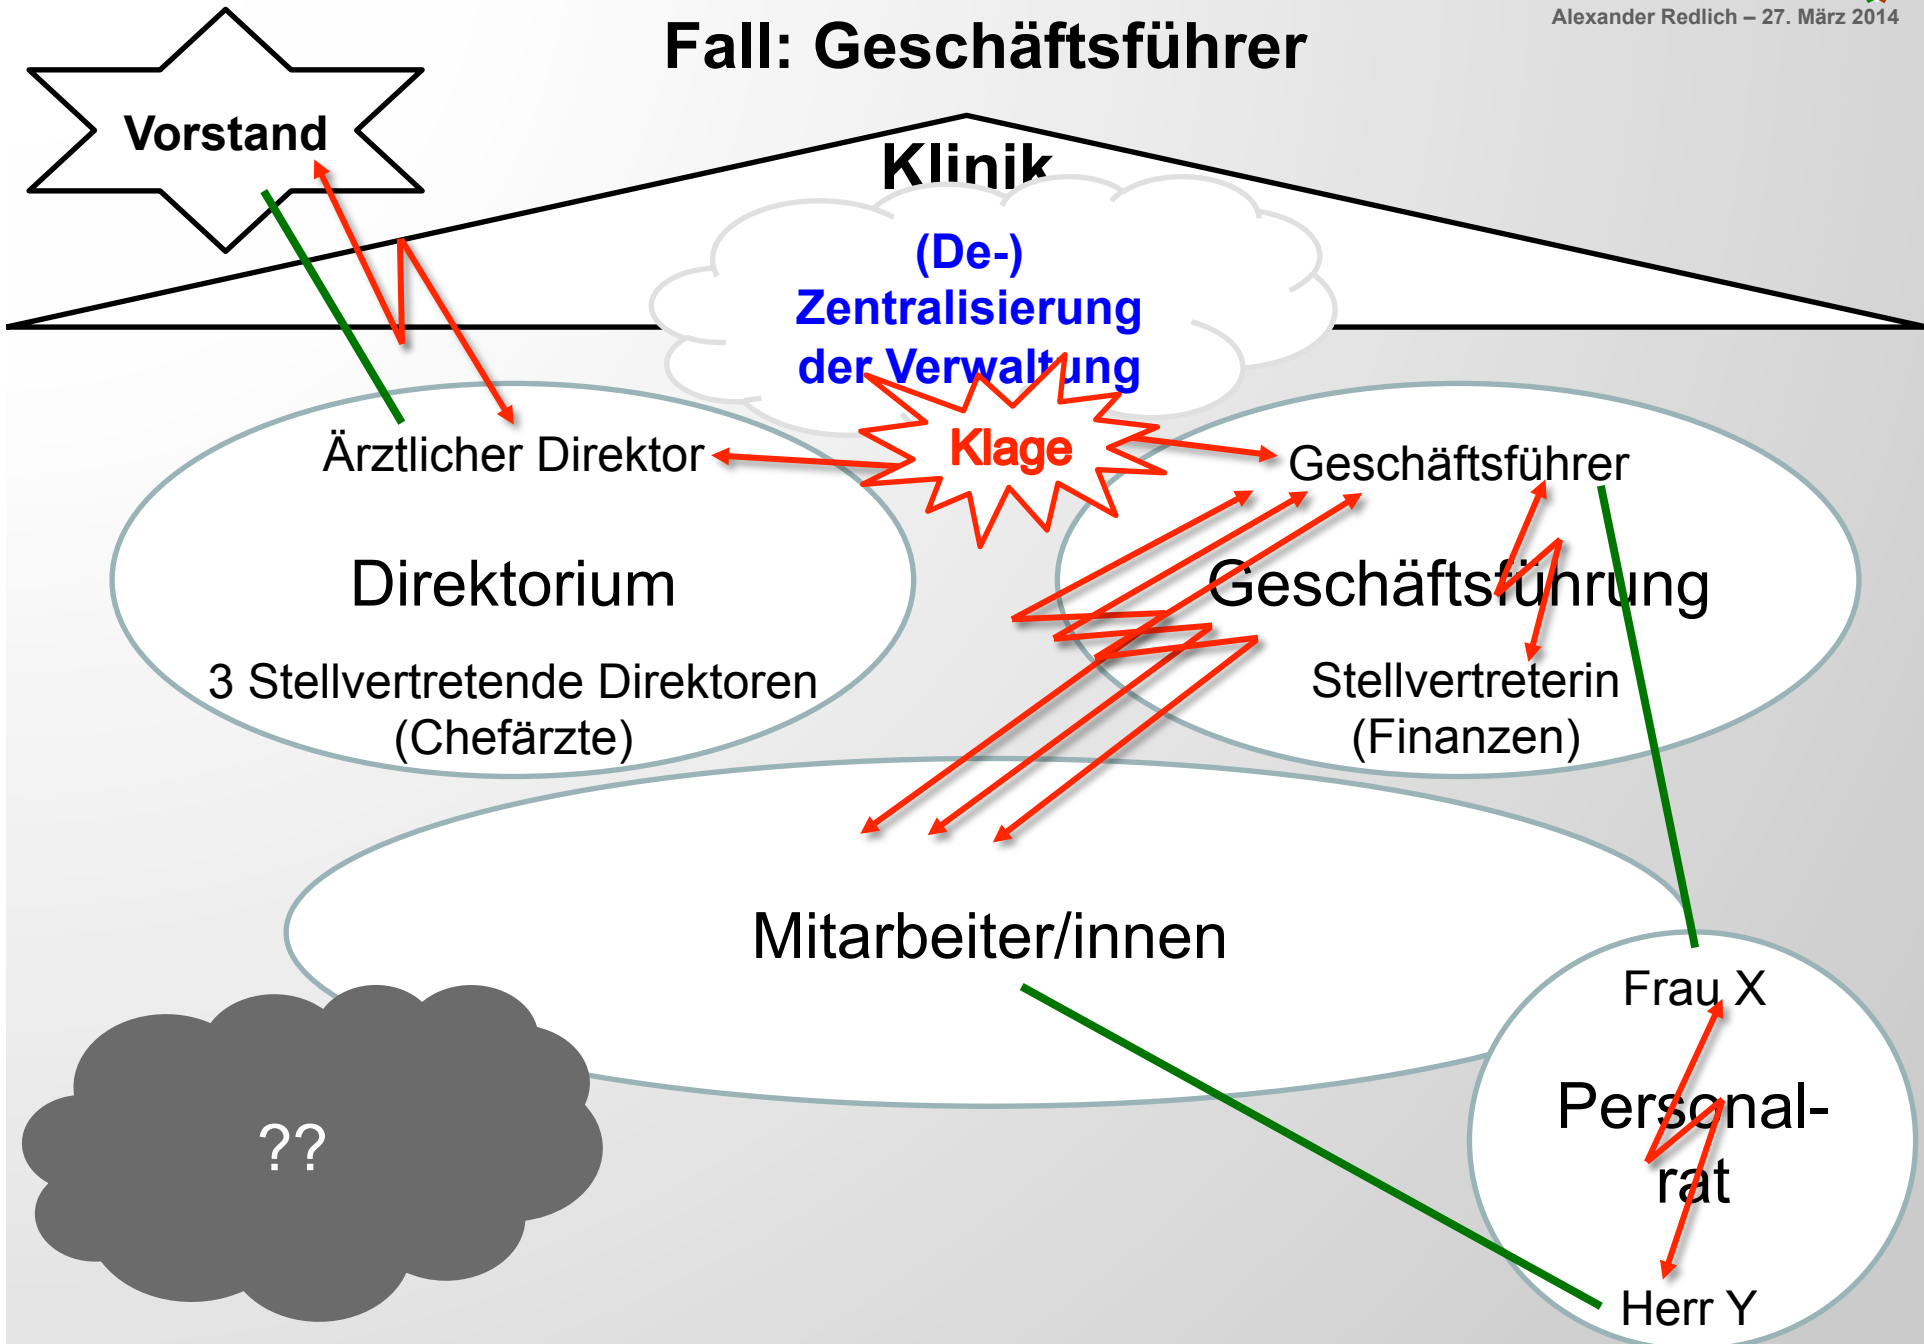 Alexander Redlich – 27. März 2014
Fall: Geschäftsführer
Vorstand
Klinik
(De-)
Zentralisierung
der Verwaltung
Klage
Ärztlicher Direktor
Geschäftsführer
Direktorium
Geschäftsführung
3 Stellvertretende Direktoren
(Chefärzte)
Stellvertreterin
(Finanzen)
Mitarbeiter/innen
Frau X
Personal-
rat
Herr Y
??